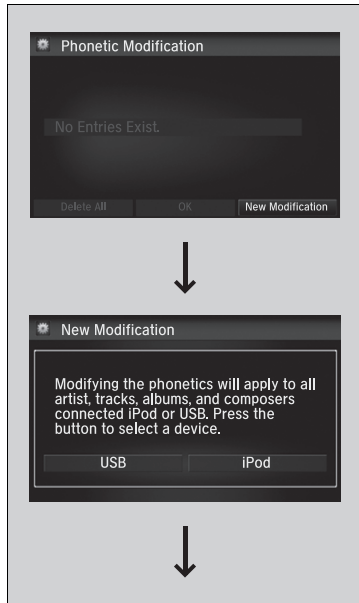 Phonetic Modification
No Entries Exist.
Delete All OK New Modification
New Modification
Modifying the phonetics will apply to all
artist, tracks, albums, and composers
connected iPod or USB. Press the
button to select a device.
USB iPod